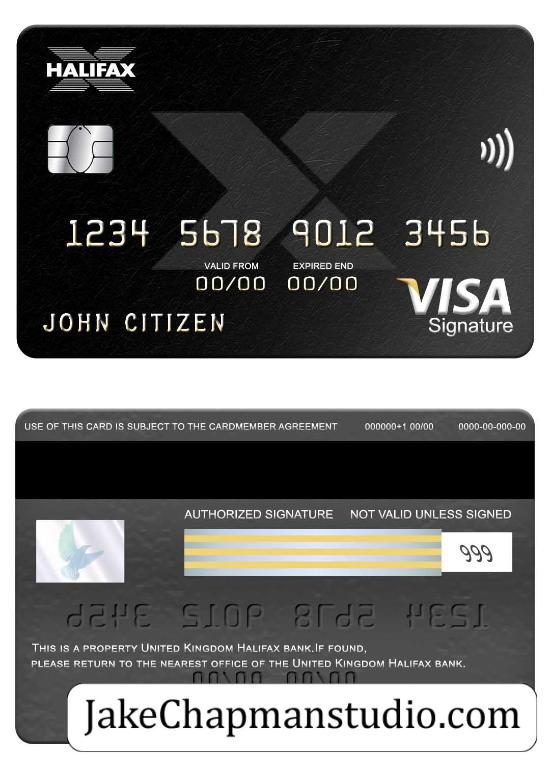 HALIFAX
1234 5678 9012 3456
VALID FROM EXPIRED END
00/00 00/00
JOHN CITIZEN
VISA
Signature
USE OF THIS CARD IS SUBJECT TO THE CARDMEMBER AGREEMENT 000000+1 00/00 0000-00-000-00
AUTHORIZED SIGNATURE NOT VALID UNLESS SIGNED
999
THIS IS A PROPERTY UNITED KINGDOM HALIFAX BANK.IF FOUND,
PLEASE RETURN TO THE NEAREST OFFICE OF THE UNITED KINGDOM HALIFAX BANK.
JakeChapmanstudio.com